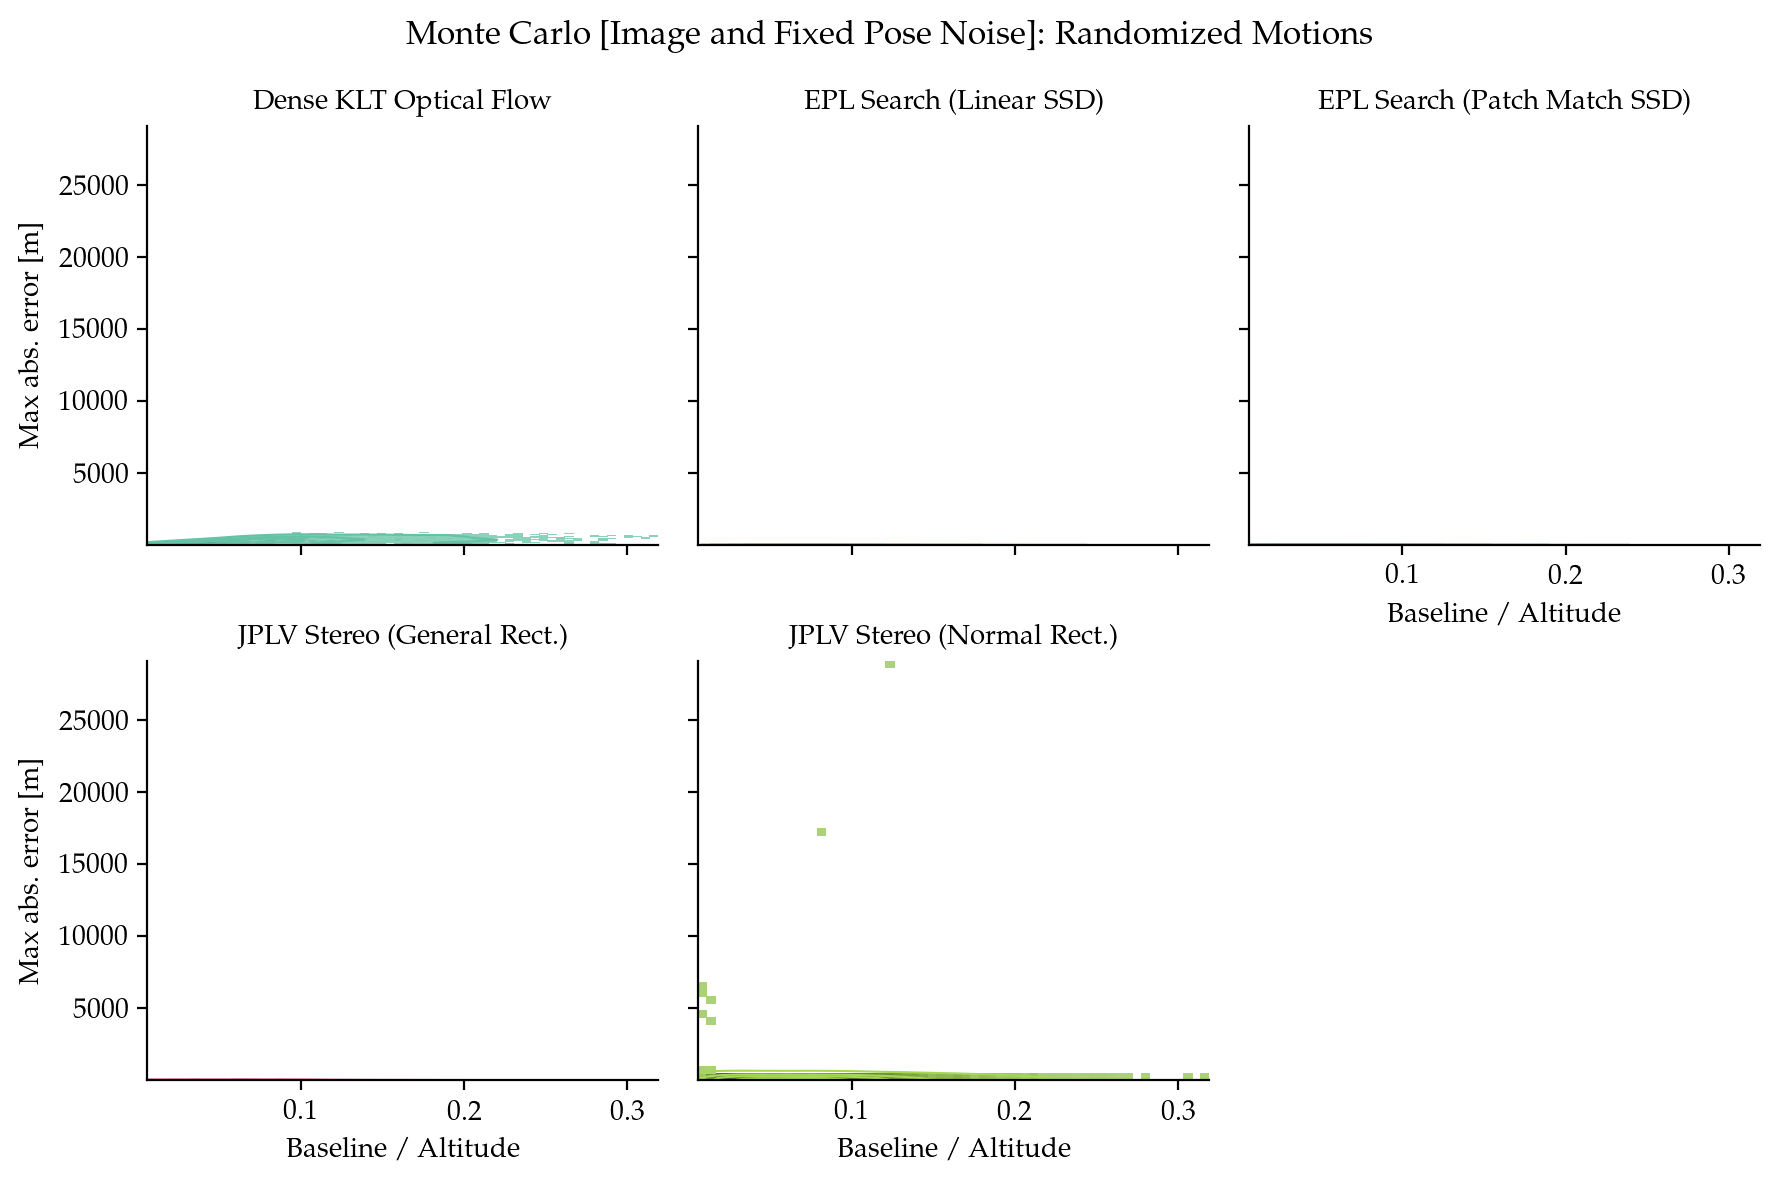 Monte Carlo [Image and Fixed Pose Noise]: Randomized Motions
Dense KLT Optical Flow
EPL Search (Linear SSD)
EPL Search (Patch Match SSD)
25000
20000
15000
10000
5000
Max abs. error [m]
0.1
0.2
0.3
Baseline / Altitude
JPLV Stereo (General Rect.)
JPLV Stereo (Normal Rect.)
25000
20000
15000
10000
5000
Max abs. error [m]
0.1
0.2
0.3
Baseline / Altitude
0.1
0.2
0.3
Baseline / Altitude